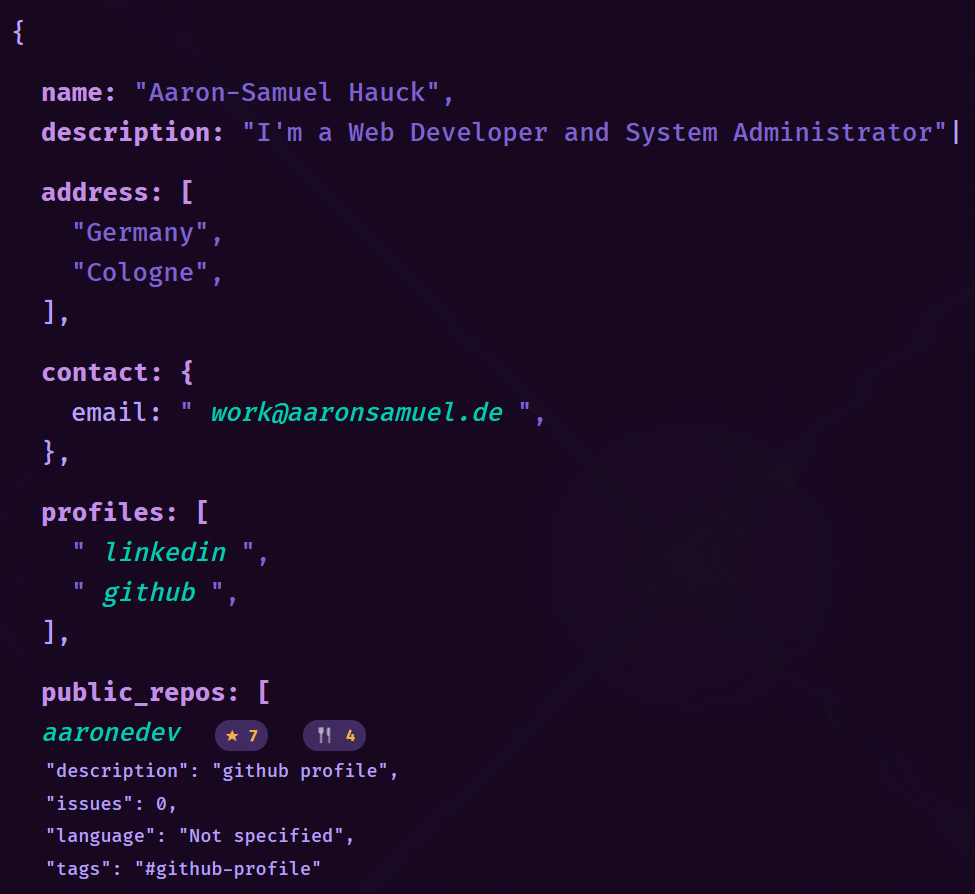 {
name: "Aaron-Samuel Hauck",
description: "I'm a Web Developer and System Administrator"|
address: [
"Germany",
"Cologne",
],
contact: {
email: " work@aaronsamuel.de ",
},
profiles: [
" linkedin ",
" github ",
],
public_repos: [
aaronedev ★ 7 🍴 4
"description": "github profile",
"issues": 0,
"language": "Not specified",
"tags": "#github-profile"